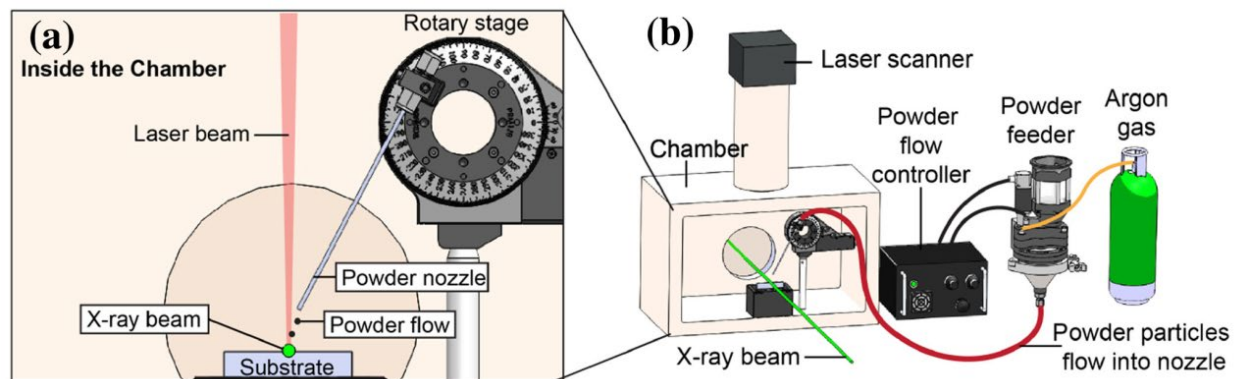 (a)
Inside the Chamber
Rotary stage
Laser beam
Powder nozzle
X-ray beam
Powder flow
Substrate
(b)
Laser scanner
Chamber
Powder
flow
controller
Powder
feeder
Argon
gas
X-ray beam
Powder particles
flow into nozzle